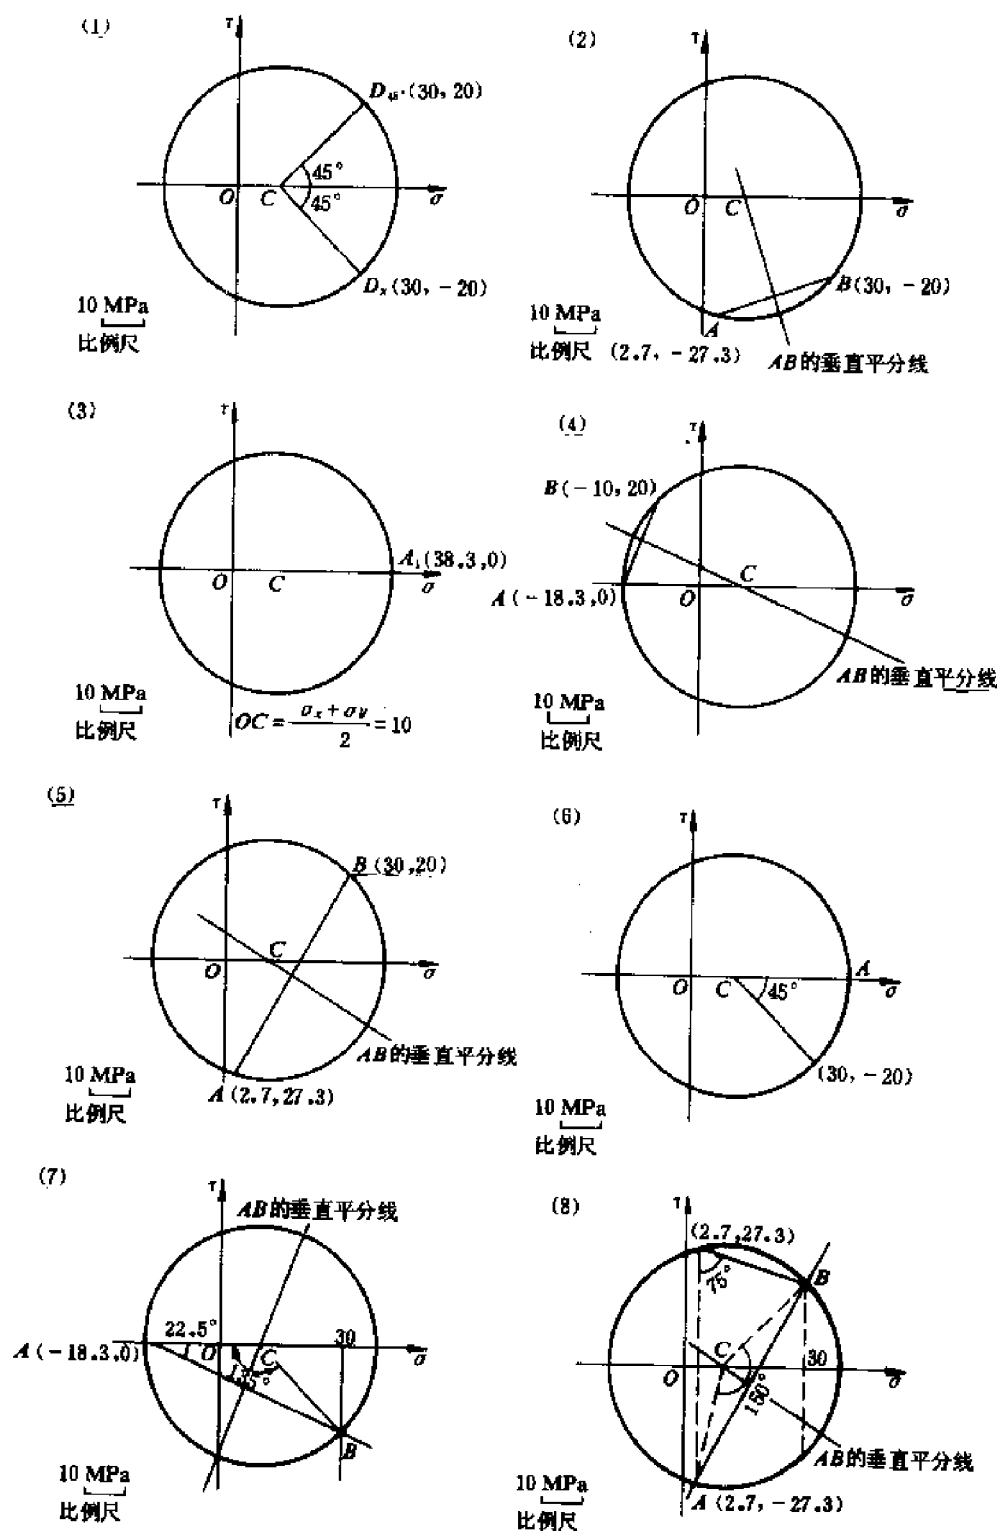 (1)
τ
D₄₅°(30, 20)
45°
45°
O C σ
Dₓ(30, -20)
10 MPa
比例尺
(2)
τ
O C σ
B(30, -20)
10 MPa
A
比例尺 (2.7, -27.3) AB的垂直平分线
(3)
τ
A₁(38.3,0)
O C σ
10 MPa
比例尺
OC = (σₓ + σy)/2 = 10
(4)
τ
B(-10, 20)
C
A(-18.3,0) O σ
AB的垂直平分线
10 MPa
比例尺
(5)
τ
B(30,20)
C
O σ
AB的垂直平分线
10 MPa
A(2.7,27.3)
比例尺
(6)
τ
A
O C 45° σ
(30, -20)
10 MPa
比例尺
(7)
τ
AB的垂直平分线
22.5° 30
A(-18.3,0) O C σ
135°
B
10 MPa
比例尺
(8)
τ
(2.7,27.3)
75° B
C 30
O σ
150°
AB的垂直平分线
10 MPa
A(2.7, -27.3)
比例尺